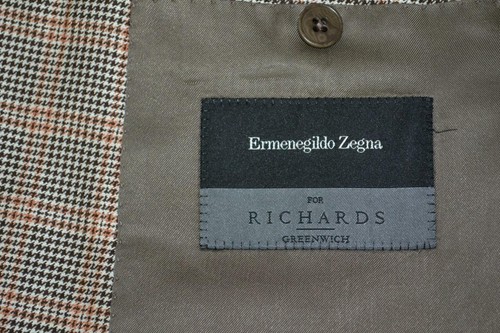 Ermenegildo Zegna
FOR
RICHARDS
GREENWICH